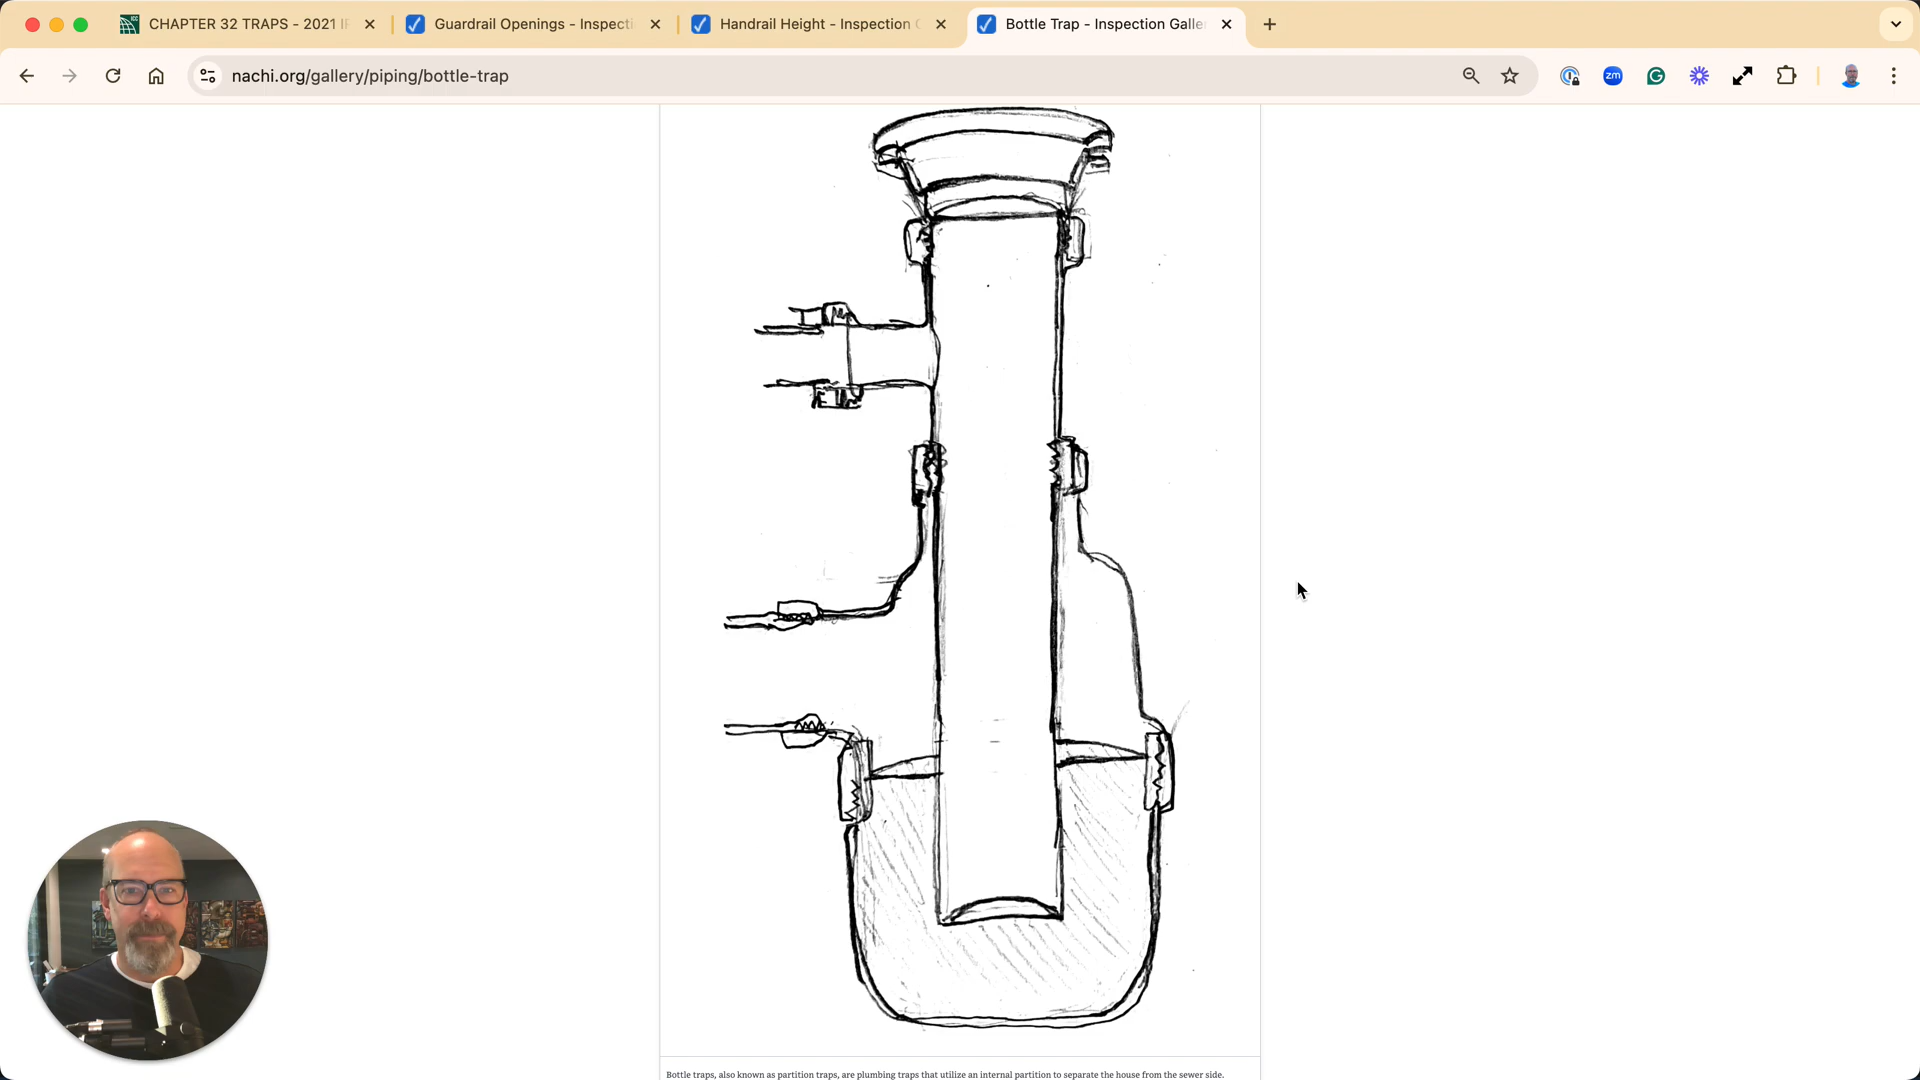 CHAPTER 32 TRAPS - 2021 I
Guardrail Openings - Inspecti
Handrail Height - Inspection
Bottle Trap - Inspection Galle
nachi.org/gallery/piping/bottle-trap
zm
Bottle traps, also known as partition traps, are plumbing traps that utilize an internal partition to separate the house from the sewer side.